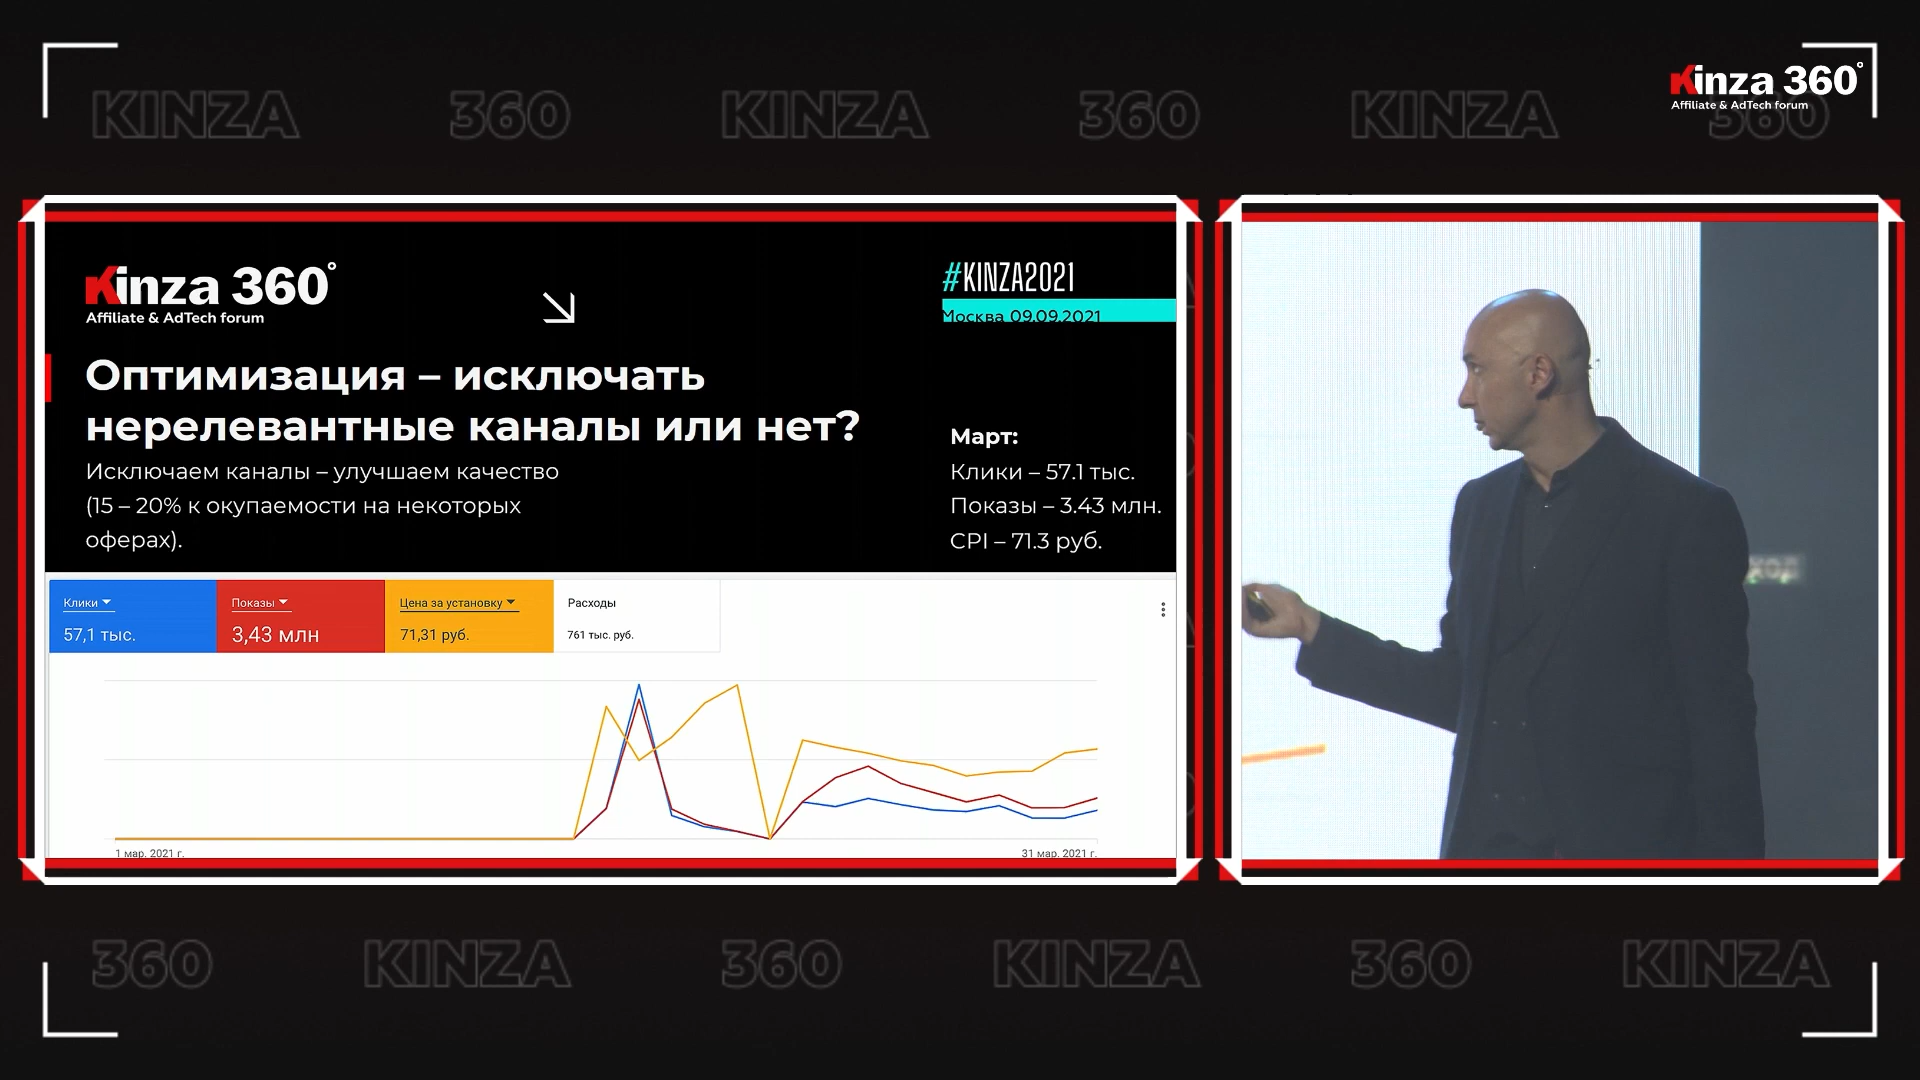 KINZA 360 KINZA 360 KINZA 360
Kinza 360°
Affiliate & AdTech forum
Kinza 360°
Affiliate & AdTech forum
#KINZA2021
Москва 09.09.2021
Оптимизация – исключать
нерелевантные каналы или нет?
Исключаем каналы – улучшаем качество
(15 – 20% к окупаемости на некоторых
оферах).
Март:
Клики – 57.1 тыс.
Показы – 3.43 млн.
CPI – 71.3 руб.
Клики
57,1 тыс.
Показы
3,43 млн
Цена за установку
71,31 руб.
Расходы
761 тыс. руб.
1 мар. 2021 г.
31 мар. 2021 г.
360 KINZA 360 KINZA 360 KINZA